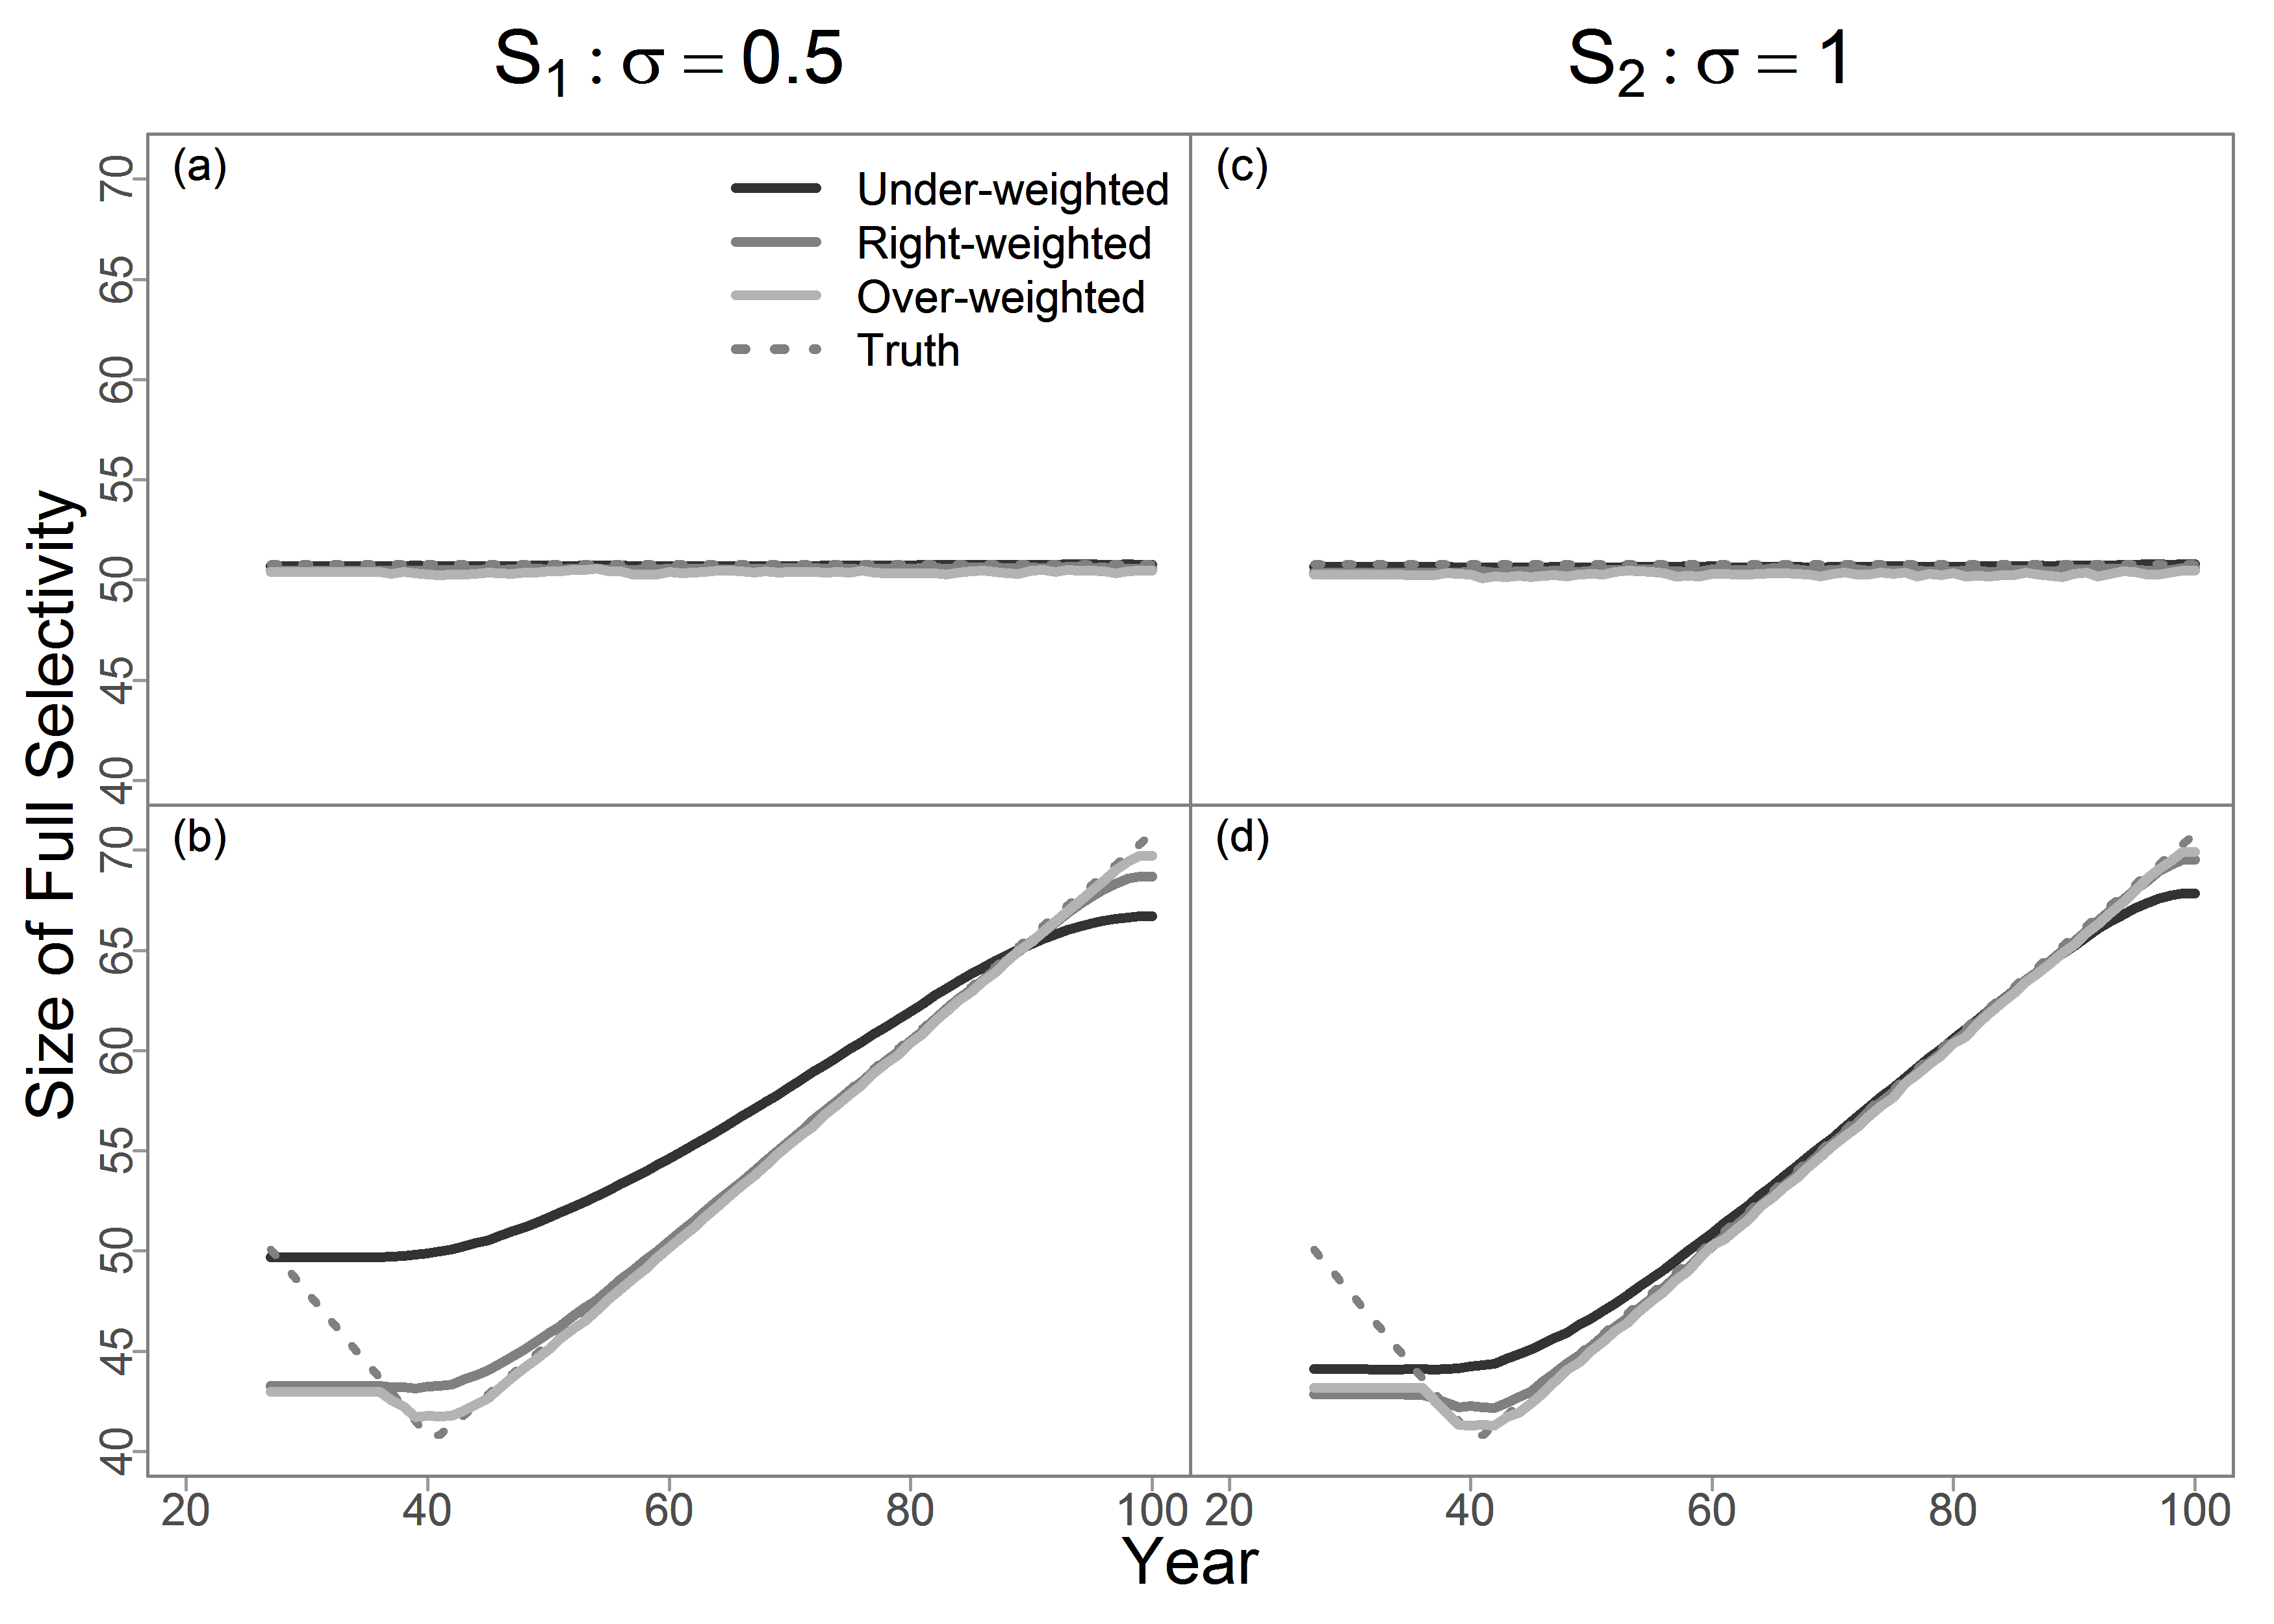 S₁ : σ = 0.5
S₂ : σ = 1
Size of Full Selectivity
(a)
Under-weighted
Right-weighted
Over-weighted
Truth
70
65
60
55
50
45
40
(c)
(b)
70
65
60
55
50
45
40
(d)
20
40
60
80
100
20
40
60
80
100
Year